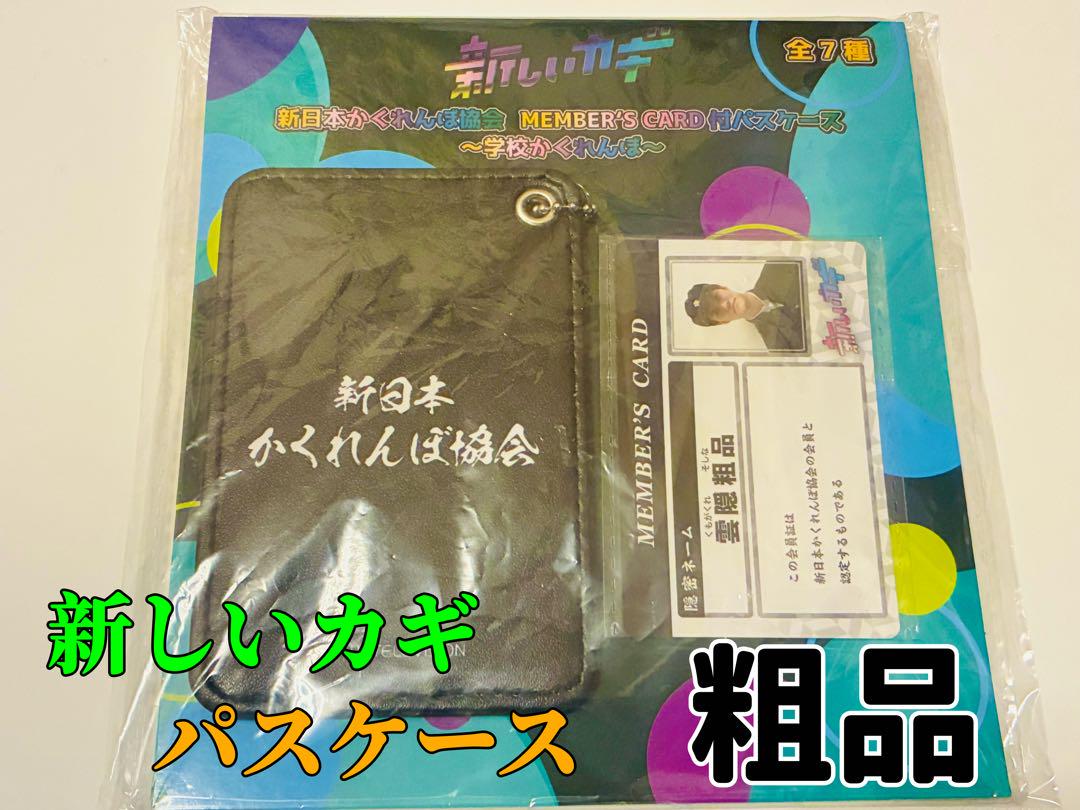 新しいカギ
全7種
新日本かくれんぼ協会 MEMBER'S CARD付パスケース
〜学校かくれんぼ〜
新日本
かくれんぼ協会
MEMBER'S CARD
新しいカギ
隠密ネーム
くもがくれ そしな
雲隠粗品
この会員証は
新日本かくれんぼ協会の会員と
認定するものである
新しいカギ
パスケース
粗品